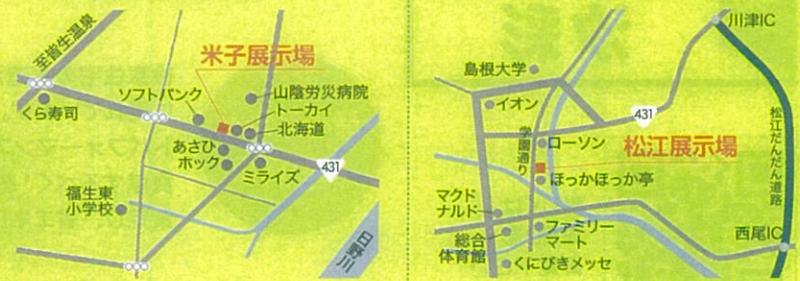 至皆生温泉
米子展示場
ソフトバンク
山陰労災病院
トーカイ
北海道
くら寿司
あさひ
ホック
ミライズ
431
福生東
小学校
日野川
川津IC
島根大学
イオン
431
学園通り
ローソン
松江展示場
松江だんだん道路
ほっかほっか亭
マクド
ナルド
総合
体育館
ファミリー
マート
西尾IC
くにびきメッセ